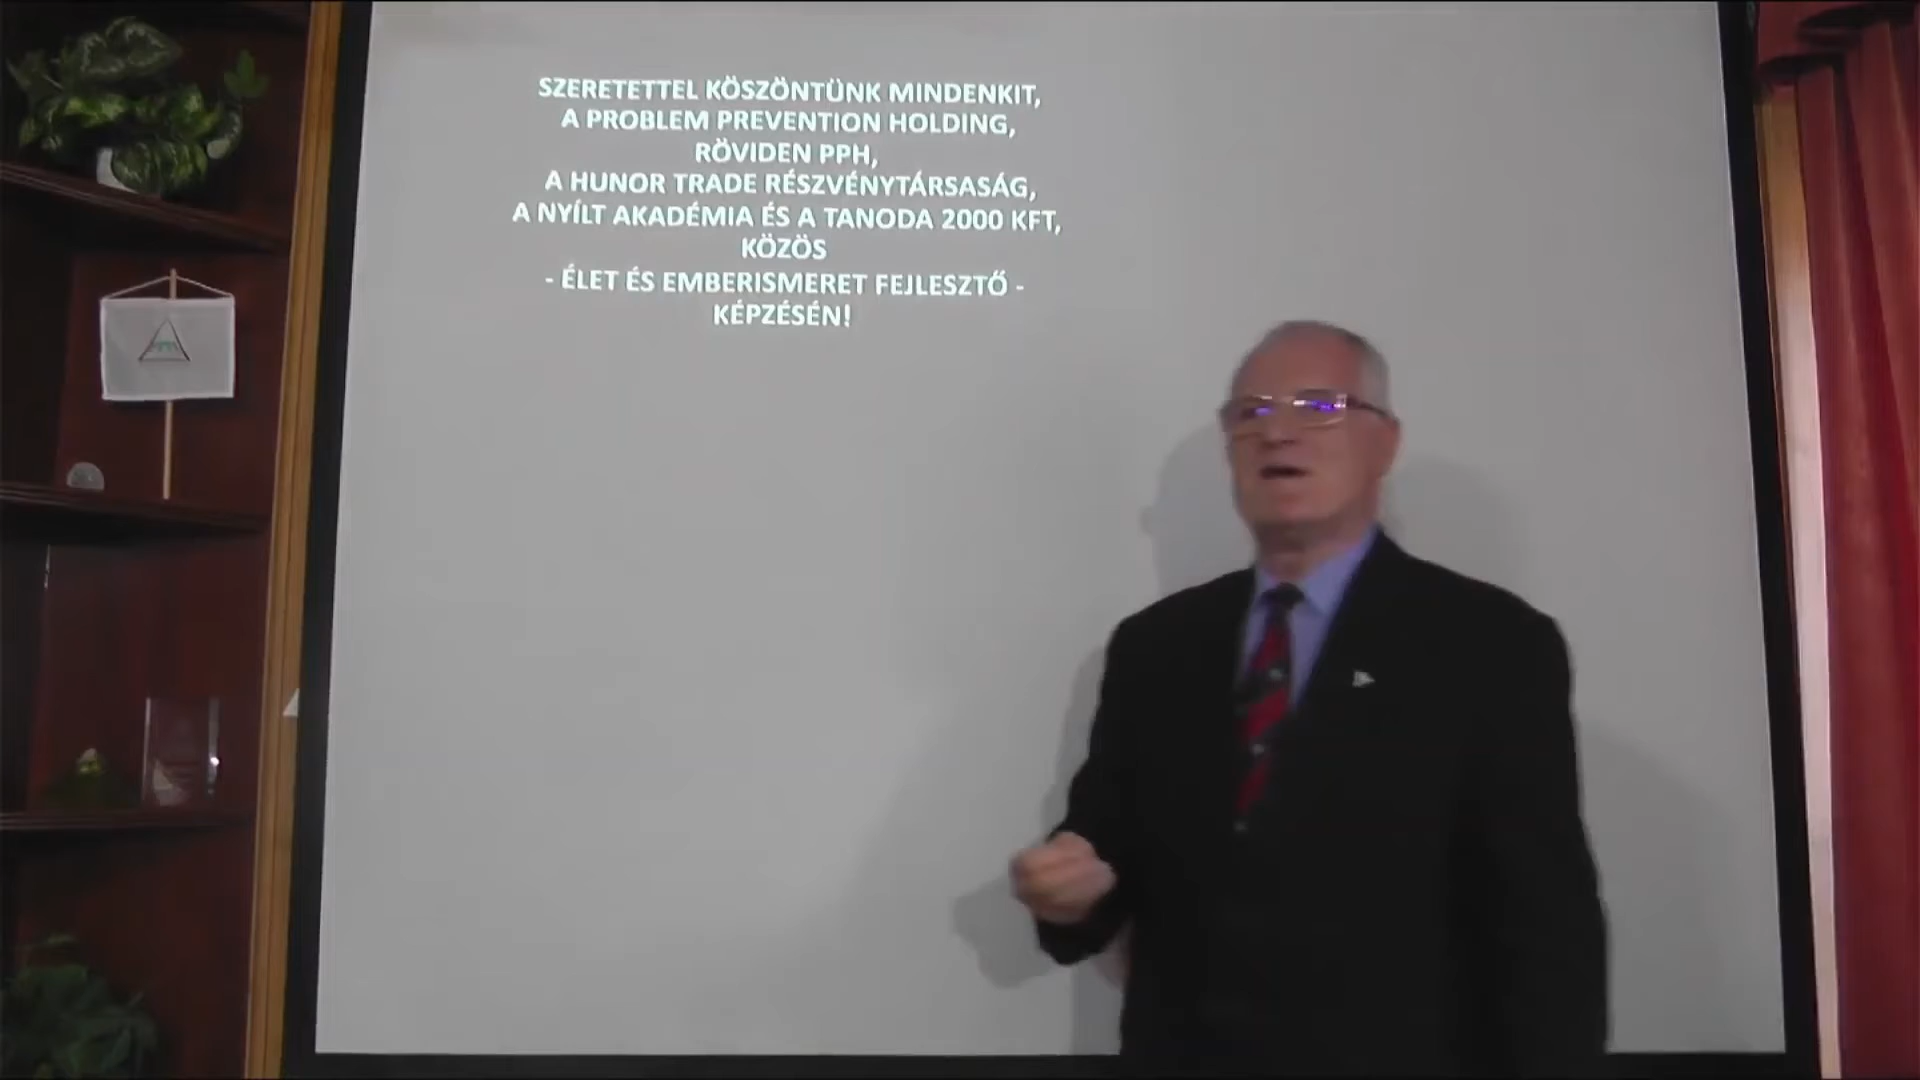 SZERETETTEL KÖSZÖNTÜNK MINDENKIT,
A PROBLEM PREVENTION HOLDING,
RÖVIDEN PPH,
A HUNOR TRADE RÉSZVÉNYTÁRSASÁG,
A NYÍLT AKADÉMIA ÉS A TANODA 2000 KFT,
KÖZÖS
- ÉLET ÉS EMBERISMERET FEJLESZTŐ -
KÉPZÉSÉN!